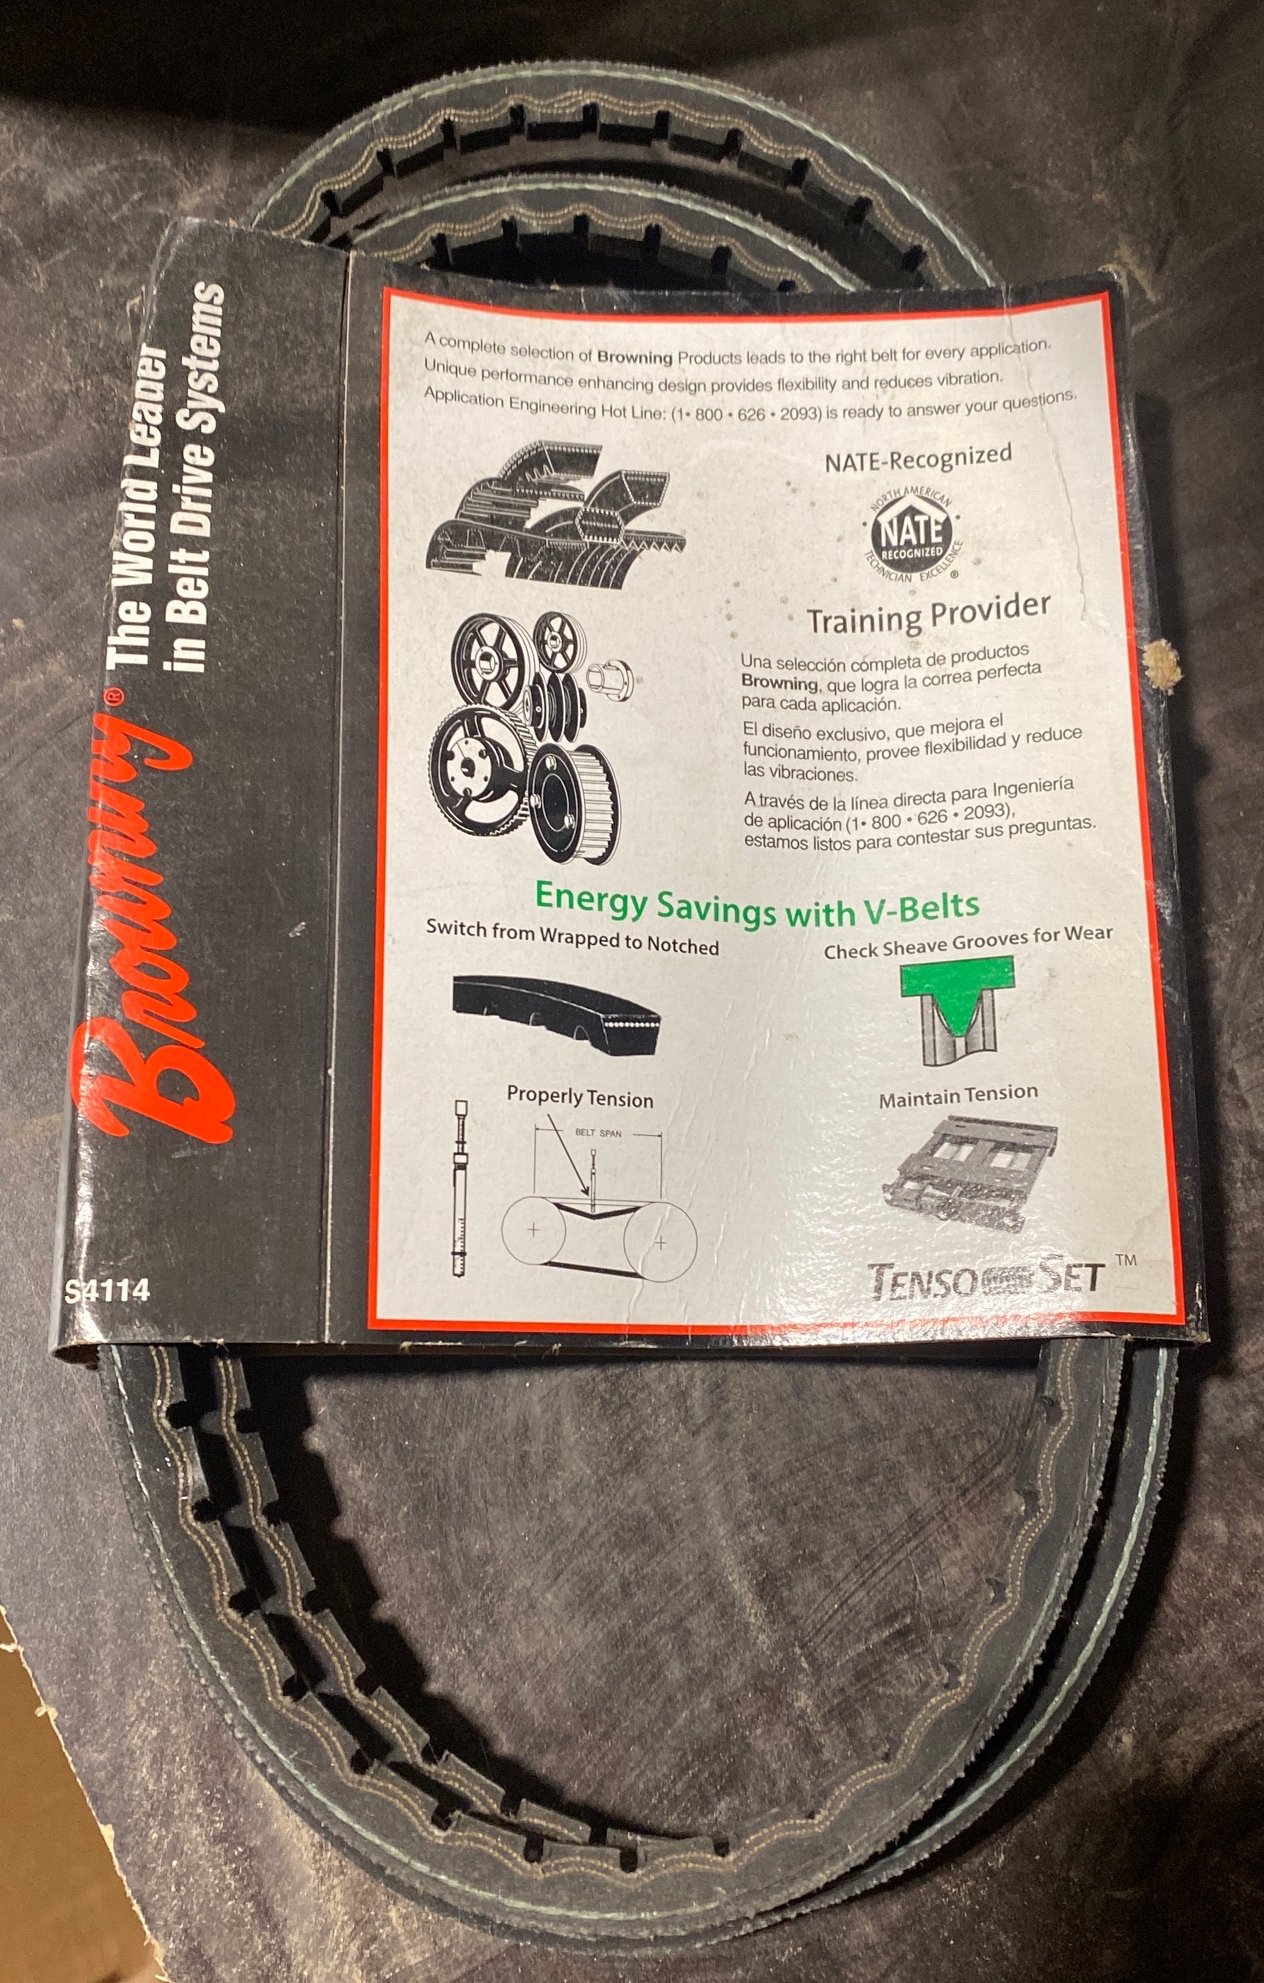 Browning® The World Leader
in Belt Drive Systems
S4114
A complete selection of Browning Products leads to the right belt for every application.
Unique performance enhancing design provides flexibility and reduces vibration.
Application Engineering Hot Line: (1• 800 • 626 • 2093) is ready to answer your questions.
NATE-Recognized
NORTH AMERICAN
NATE
RECOGNIZED
TECHNICIAN EXCELLENCE
®
Training Provider
Una selección completa de productos
Browning, que logra la correa perfecta
para cada aplicación.
El diseño exclusivo, que mejora el
funcionamiento, provee flexibilidad y reduce
las vibraciones.
A través de la línea directa para Ingeniería
de aplicación (1• 800 • 626 • 2093),
estamos listos para contestar sus preguntas.
Energy Savings with V-Belts
Switch from Wrapped to Notched
Check Sheave Grooves for Wear
Properly Tension
BELT SPAN
Maintain Tension
TENSO SET™